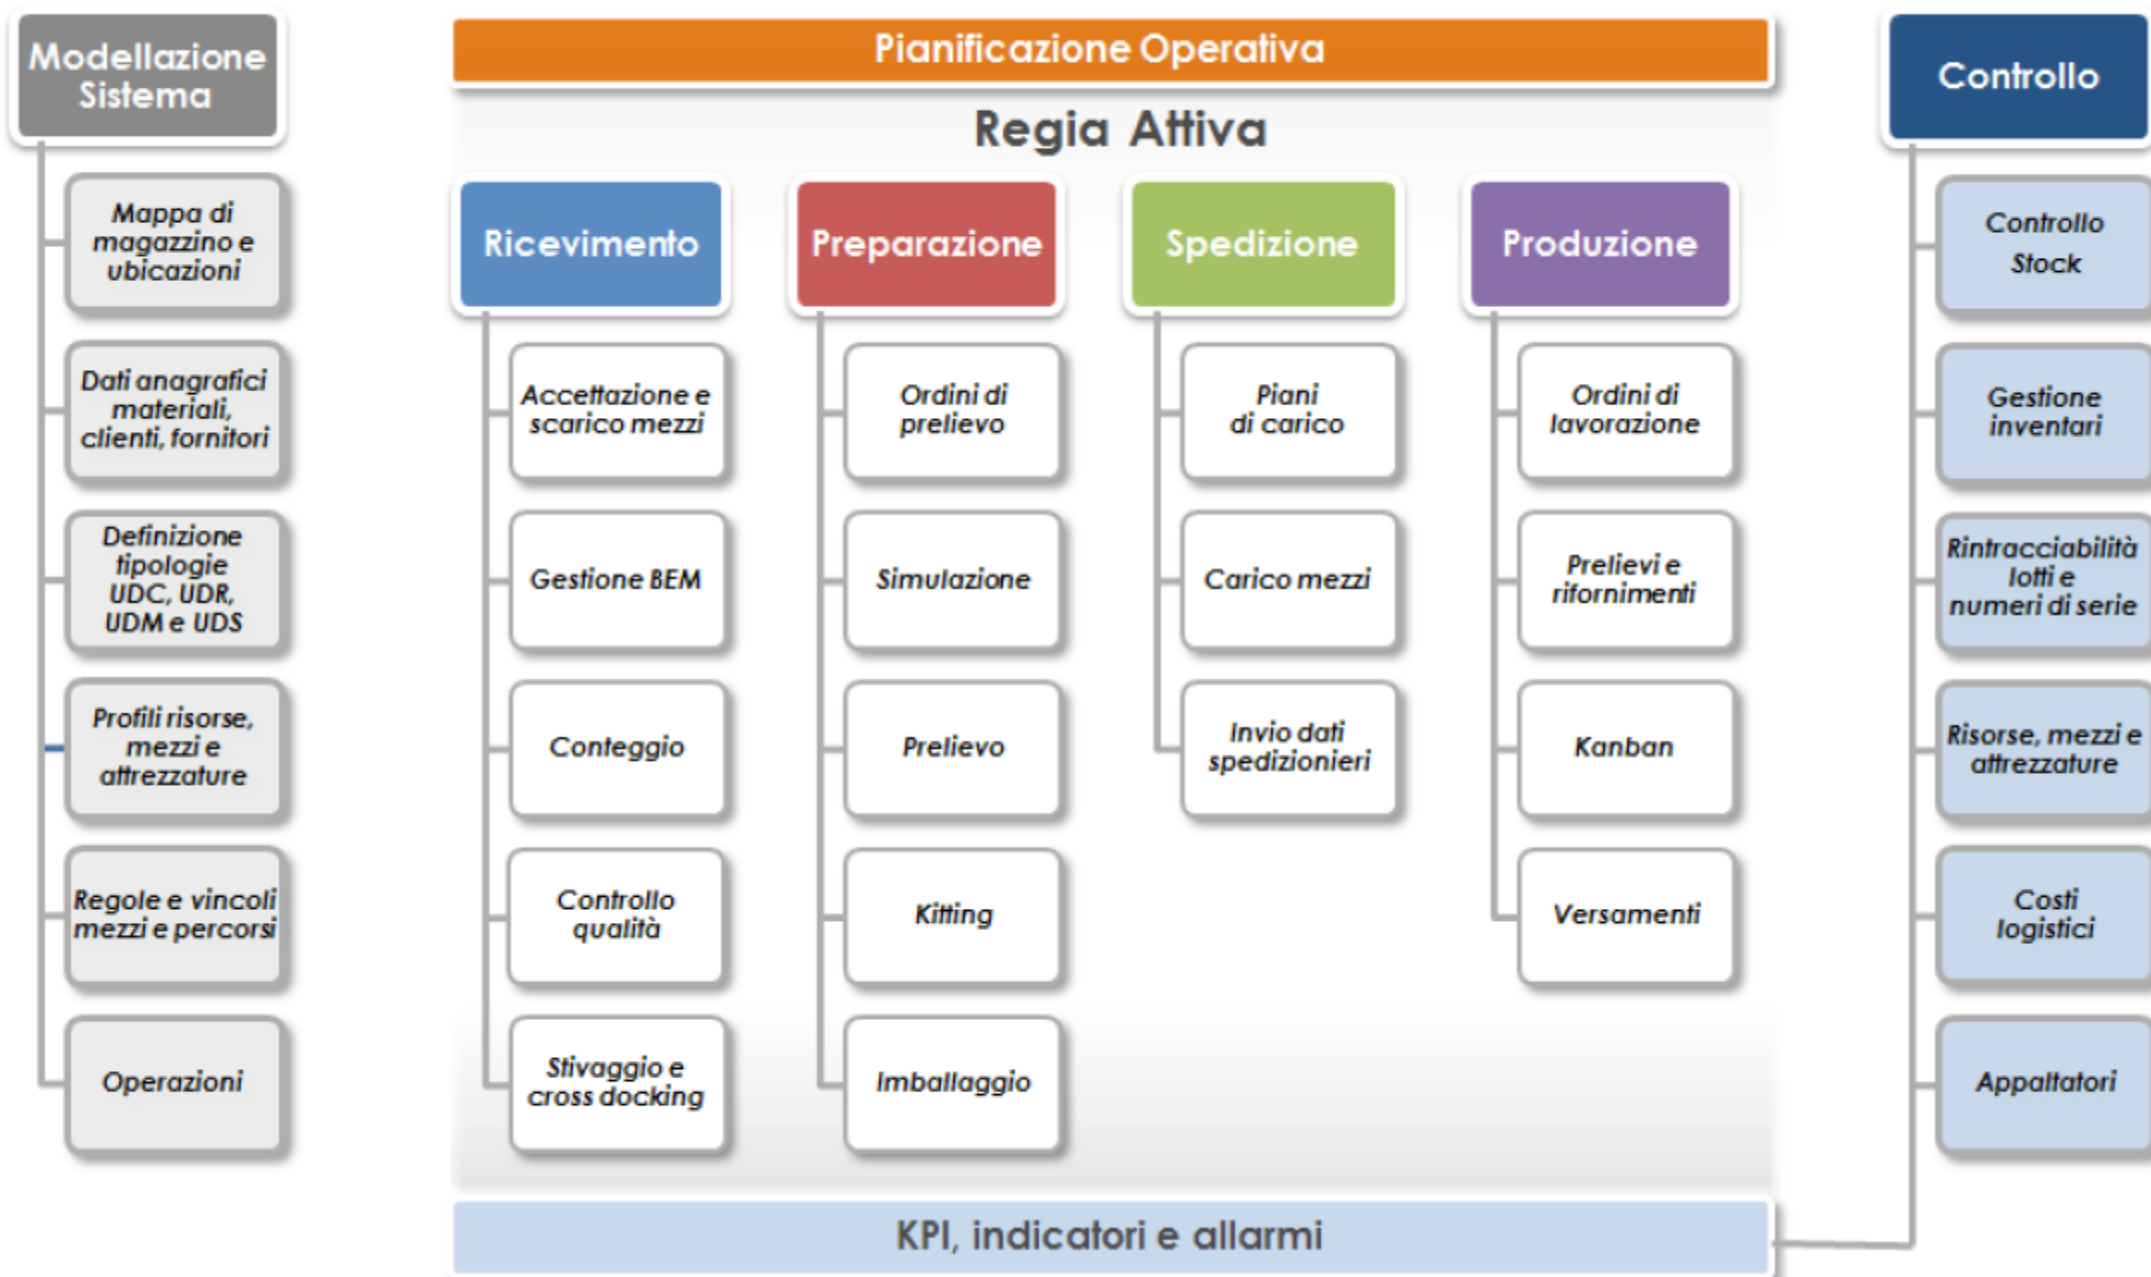 Modellazione
Sistema
Mappa di
magazzino e
ubicazioni
Dati anagrafici
materiali,
clienti, fornitori
Definizione
tipologie
UDC, UDR,
UDM e UDS
Profili risorse,
mezzi e
attrezzature
Regole e vincoli
mezzi e percorsi
Operazioni
Pianificazione Operativa
Regia Attiva
Ricevimento
Accettazione e
scarico mezzi
Gestione BEM
Conteggio
Controllo
qualità
Stivaggio e
cross docking
Preparazione
Ordini di
prelievo
Simulazione
Prelievo
Kitting
Imballaggio
Spedizione
Piani
di carico
Carico mezzi
Invio dati
spedizionieri
Produzione
Ordini di
lavorazione
Prelievi e
rifornimenti
Kanban
Versamenti
KPI, indicatori e allarmi
Controllo
Controllo
Stock
Gestione
inventari
Rintracciabilità
lotti e
numeri di serie
Risorse, mezzi e
attrezzature
Costi
logistici
Appaltatori